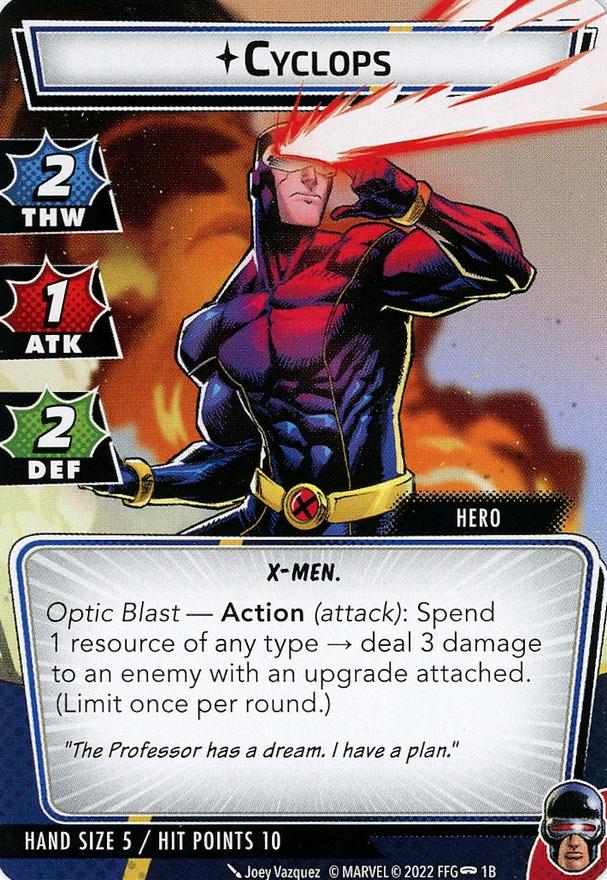 CYCLOPS
2
THW
1
ATK
2
DEF
HERO
X-MEN.
Optic Blast — Action (attack): Spend
1 resource of any type → deal 3 damage
to an enemy with an upgrade attached.
(Limit once per round.)
"The Professor has a dream. I have a plan."
HAND SIZE 5 / HIT POINTS 10
Joey Vazquez © MARVEL © 2022 FFG 1B